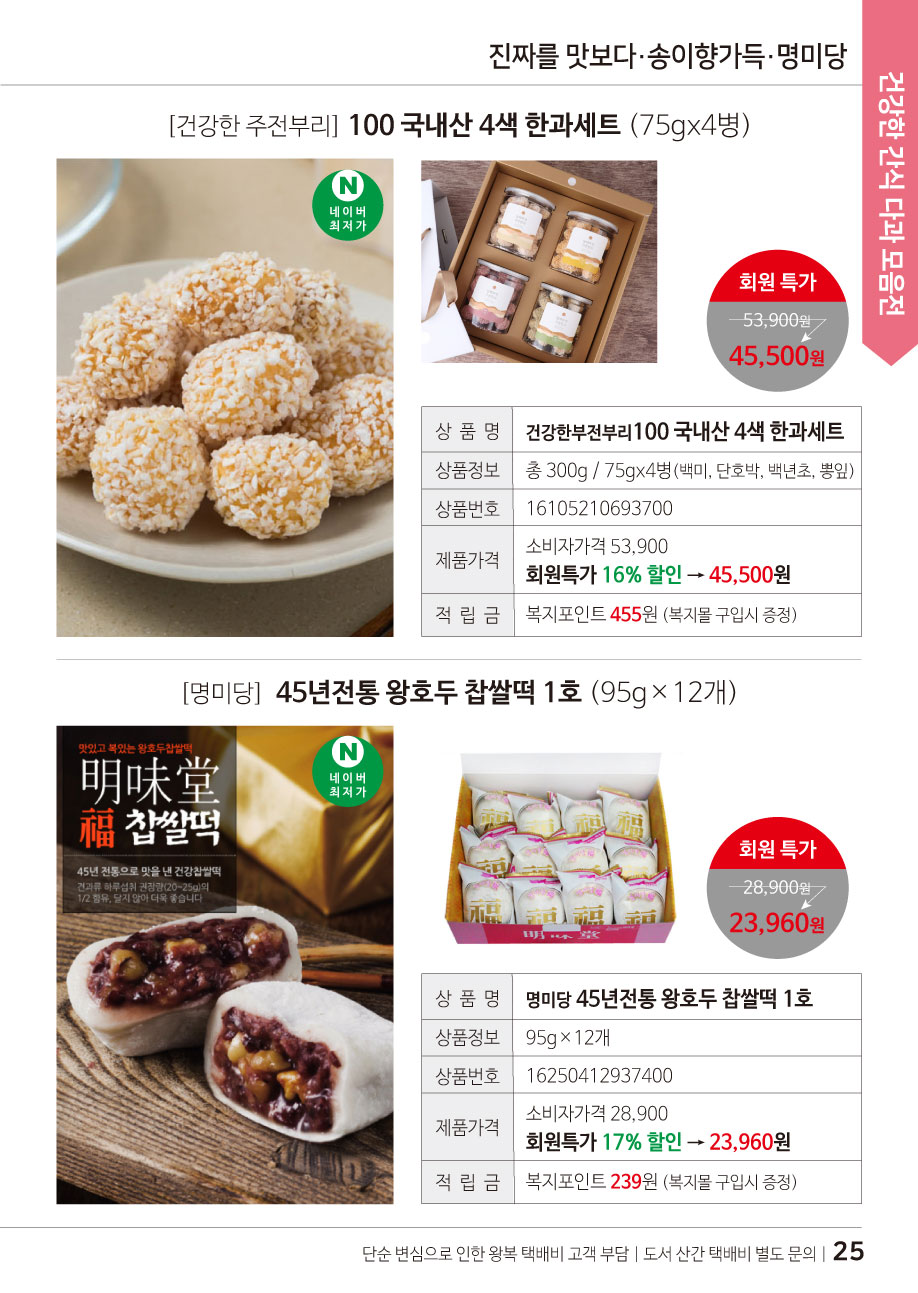 진짜를 맛보다·송이향가득·명미당
건강한 간식 다과 모음전
[건강한 주전부리] 100 국내산 4색 한과세트 (75gx4병)
N
네이버
최저가
회원 특가
53,900원
45,500원
상 품 명 건강한부전부리100 국내산 4색 한과세트
상품정보 총 300g / 75gx4병(백미, 단호박, 백년초, 뽕잎)
상품번호 16105210693700
제품가격 소비자가격 53,900
회원특가 16% 할인 → 45,500원
적 립 금 복지포인트 455원 (복지몰 구입시 증정)
[명미당] 45년전통 왕호두 찹쌀떡 1호 (95g×12개)
맛있고 복있는 왕호두찹쌀떡
明味堂
福 찹쌀떡
45년 전통으로 맛을 낸 건강찹쌀떡
견과류 하루섭취 권장량(20~25g)의
1/2 함유, 달지 않아 더욱 좋습니다
N
네이버
최저가
福 福 福 福
福 福 福 福
明味堂
회원 특가
28,900원
23,960원
상 품 명 명미당 45년전통 왕호두 찹쌀떡 1호
상품정보 95g×12개
상품번호 16250412937400
제품가격 소비자가격 28,900
회원특가 17% 할인 → 23,960원
적 립 금 복지포인트 239원 (복지몰 구입시 증정)
단순 변심으로 인한 왕복 택배비 고객 부담 | 도서 산간 택배비 별도 문의 | 25